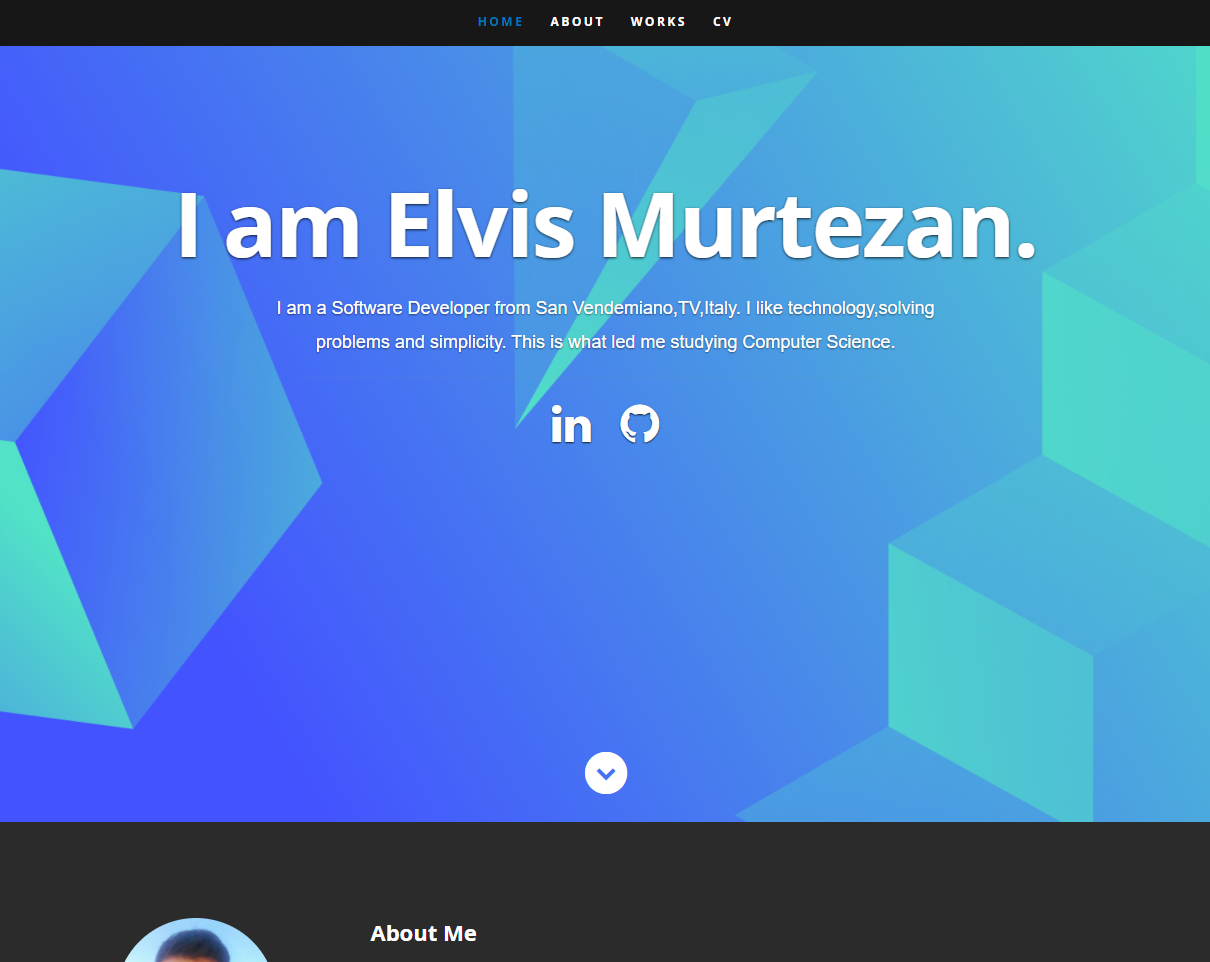 HOME ABOUT WORKS CV
I am Elvis Murtezan.
I am a Software Developer from San Vendemiano,TV,Italy. I like technology,solving
problems and simplicity. This is what led me studying Computer Science.
in
About Me